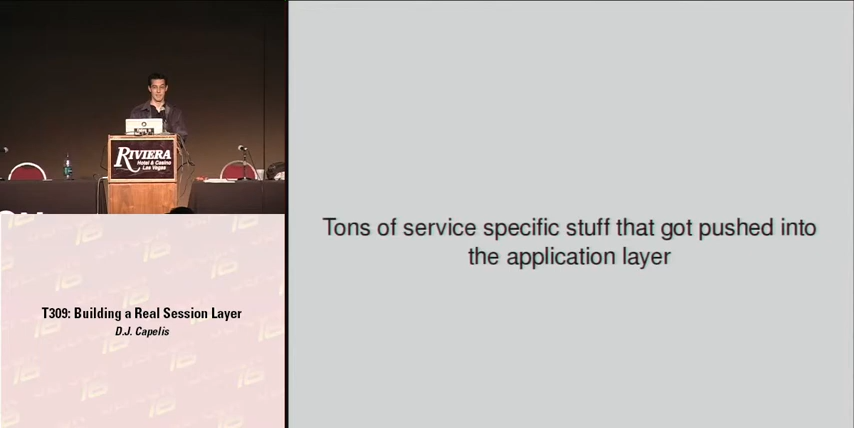 RIVIERA
Hotel & Casino
Las Vegas
Tons of service specific stuff that got pushed into
the application layer
T309: Building a Real Session Layer
D.J. Capelis